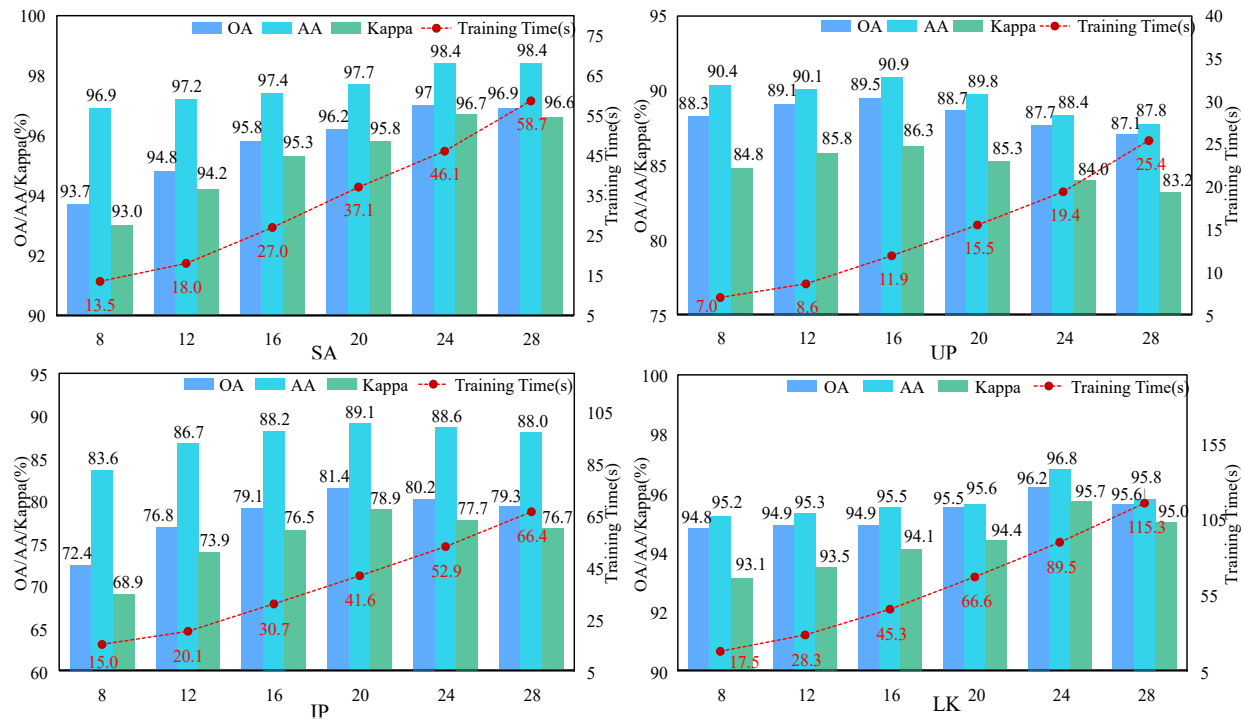 OA AA Kappa Training Time(s)
OA/AA/Kappa(%)
100
98
96
94
92
90
93.7 96.9 93.0
94.8 97.2 94.2
95.8 97.4 95.3
96.2 97.7 95.8
97 98.4 96.7
96.9 98.4 96.6
13.5 18.0 27.0 37.1 46.1 58.7
75
65
55
45
35
25
15
5
Training Time(s)
8 12 16 20 24 28
SA
OA AA Kappa Training Time(s)
OA/AA/Kappa(%)
95
90
85
80
75
88.3 90.4 84.8
89.1 90.1 85.8
89.5 90.9 86.3
88.7 89.8 85.3
87.7 88.4 84.0
87.1 87.8 83.2
7.0 8.6 11.9 15.5 19.4 25.4
40
35
30
25
20
15
10
5
Training Time(s)
8 12 16 20 24 28
UP
OA AA Kappa Training Time(s)
OA/AA/Kappa(%)
95
90
85
80
75
70
65
60
72.4 83.6 68.9
76.8 86.7 73.9
79.1 88.2 76.5
81.4 89.1 78.9
80.2 88.6 77.7
79.3 88.0 76.7
15.0 20.1 30.7 41.6 52.9 66.4
105
85
65
45
25
5
Training Time(s)
8 12 16 20 24 28
IP
OA AA Kappa Training Time(s)
OA/AA/Kappa(%)
100
98
96
94
92
90
94.8 95.2 93.1
94.9 95.3 93.5
94.9 95.5 94.1
95.5 95.6 94.4
96.2 96.8 95.7
95.6 95.8 95.0
17.5 28.3 45.3 66.6 89.5 115.3
155
105
55
5
Training Time(s)
8 12 16 20 24 28
LK